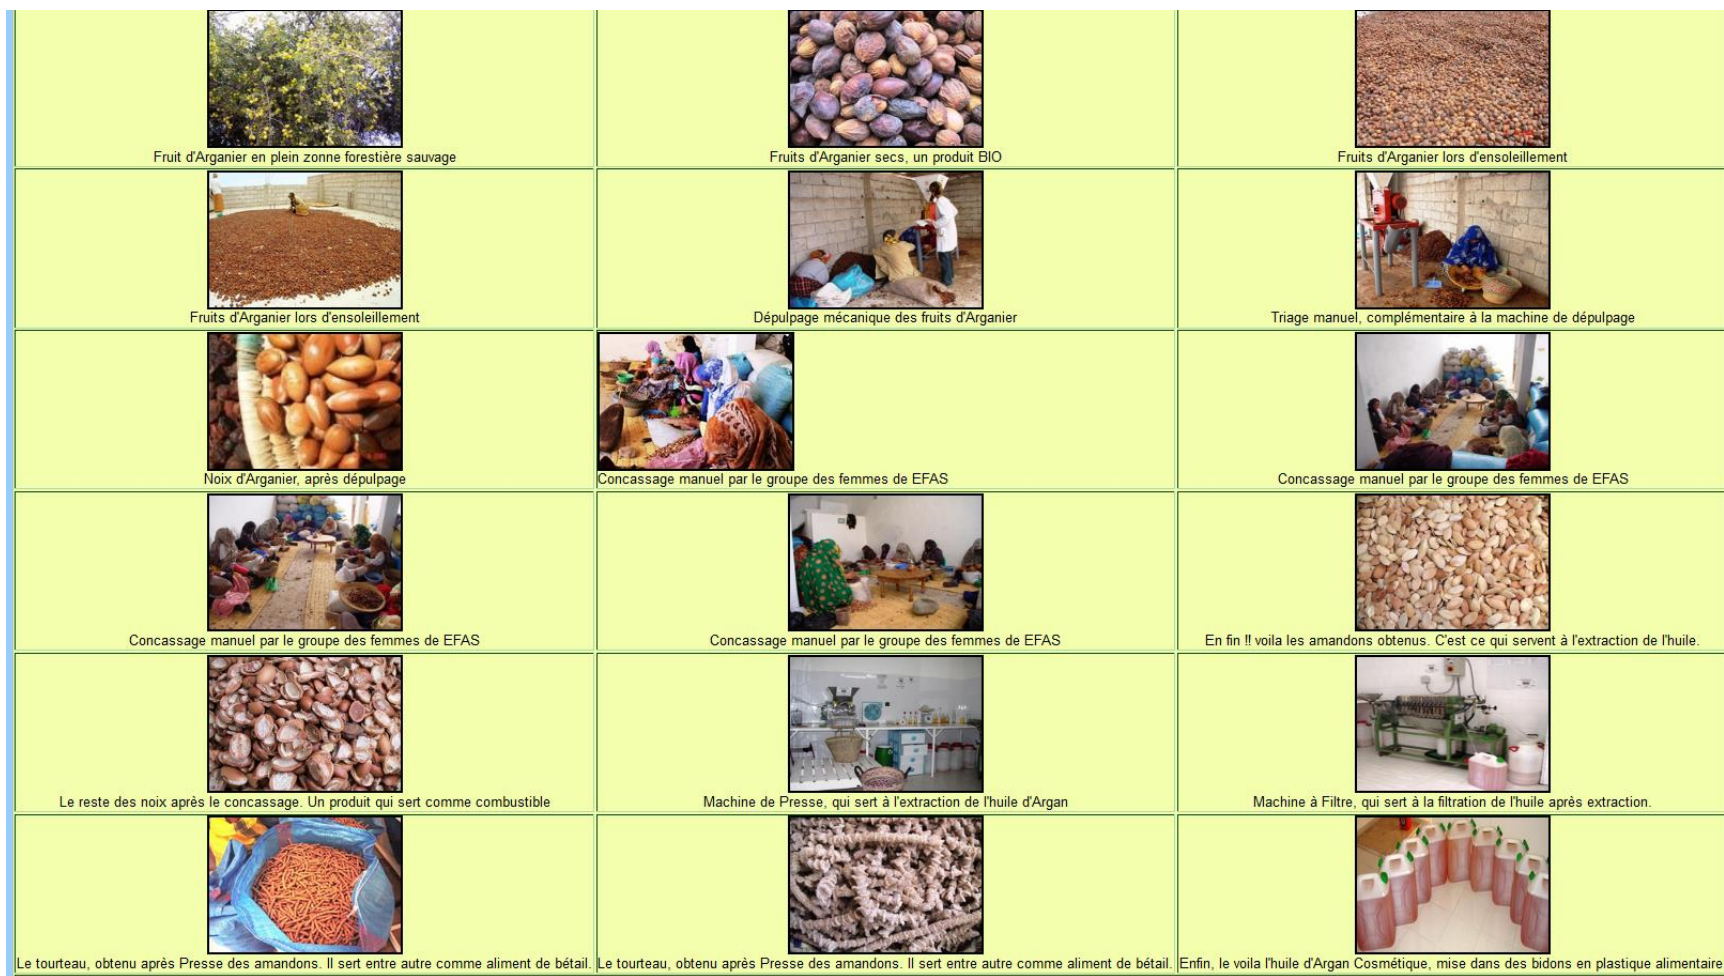 Fruit d'Arganier en plein zonne forestière sauvage
Fruits d'Arganier secs, un produit BIO
Fruits d'Arganier lors d'ensoleillement
Fruits d'Arganier lors d'ensoleillement
Dépulpage mécanique des fruits d'Arganier
Triage manuel, complémentaire à la machine de dépulpage
Noix d'Arganier, après dépulpage
Concassage manuel par le groupe des femmes de EFAS
Concassage manuel par le groupe des femmes de EFAS
Concassage manuel par le groupe des femmes de EFAS
Concassage manuel par le groupe des femmes de EFAS
En fin !! voila les amandons obtenus. C'est ce qui servent à l'extraction de l'huile.
Le reste des noix après le concassage. Un produit qui sert comme combustible
Machine de Presse, qui sert à l'extraction de l'huile d'Argan
Machine à Filtre, qui sert à la filtration de l'huile après extraction.
Le tourteau, obtenu après Presse des amandons. Il sert entre autre comme aliment de bétail.
Le tourteau, obtenu après Presse des amandons. Il sert entre autre comme aliment de bétail.
Enfin, le voila l'huile d'Argan Cosmétique, mise dans des bidons en plastique alimentaire